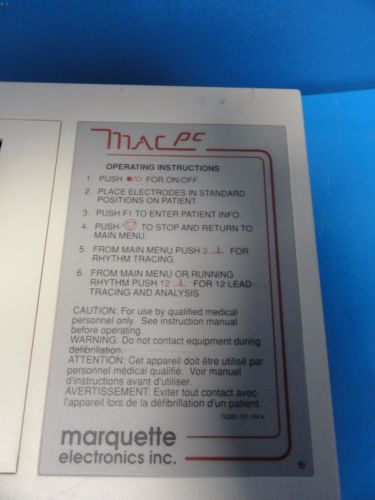 MAC PC
OPERATING INSTRUCTIONS
1. PUSH ●/O FOR ON/OFF.
2. PLACE ELECTRODES IN STANDARD
POSITIONS ON PATIENT.
3. PUSH F1 TO ENTER PATIENT INFO.
4. PUSH TO STOP AND RETURN TO
MAIN MENU.
5. FROM MAIN MENU PUSH 3 FOR
RHYTHM TRACING.
6. FROM MAIN MENU OR RUNNING
RHYTHM PUSH 12 FOR 12 LEAD
TRACING AND ANALYSIS.
CAUTION: For use by qualified medical
personnel only. See instruction manual
before operating.
WARNING: Do not contact equipment during
defibrillation.
ATTENTION: Cet appareil doit être utilisé par
personnel médical qualifié. Voir manuel
d'instructions avant d'utiliser.
AVERTISSEMENT: Eviter tout contact avec
l'appareil lors de la défibrillation d'un patient.
marquette
electronics inc. ®